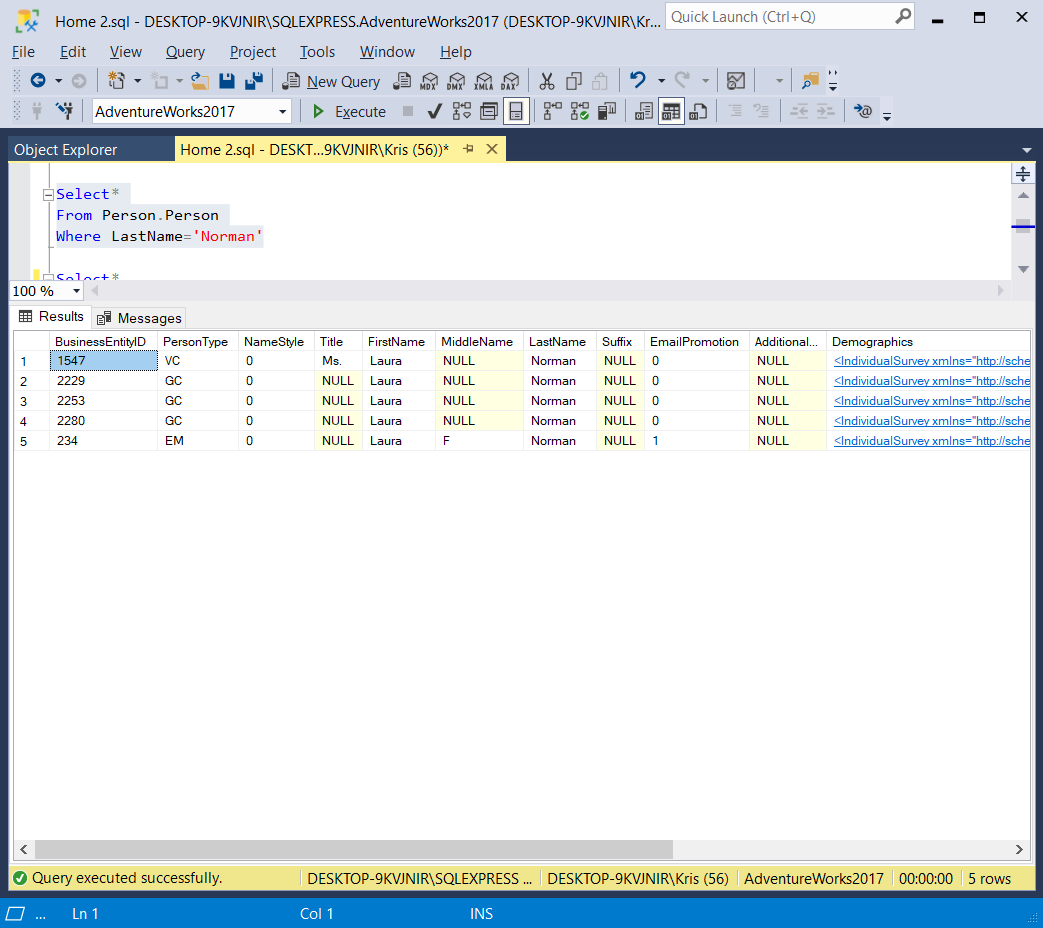 Home 2.sql - DESKTOP-9KVJNIR\SQLEXPRESS.AdventureWorks2017 (DESKTOP-9KVJNIR\Kr...
Quick Launch (Ctrl+Q)
File Edit View Query Project Tools Window Help
New Query MDX DMX XMLA DAX
AdventureWorks2017 Execute
Object Explorer
Home 2.sql - DESKT...9KVJNIR\Kris (56))*
Select*
From Person.Person
Where LastName='Norman'
Select*
100 %
Results Messages
BusinessEntityID PersonType NameStyle Title FirstName MiddleName LastName Suffix EmailPromotion Additional... Demographics
1 1547 VC 0 Ms. Laura NULL Norman NULL 0 NULL <IndividualSurvey xmlns="http://sche
2 2229 GC 0 NULL Laura NULL Norman NULL 0 NULL <IndividualSurvey xmlns="http://sche
3 2253 GC 0 NULL Laura NULL Norman NULL 0 NULL <IndividualSurvey xmlns="http://sche
4 2280 GC 0 NULL Laura NULL Norman NULL 0 NULL <IndividualSurvey xmlns="http://sche
5 234 EM 0 NULL Laura F Norman NULL 1 NULL <IndividualSurvey xmlns="http://sche
Query executed successfully. DESKTOP-9KVJNIR\SQLEXPRESS ... DESKTOP-9KVJNIR\Kris (56) AdventureWorks2017 00:00:00 5 rows
... Ln 1 Col 1 INS